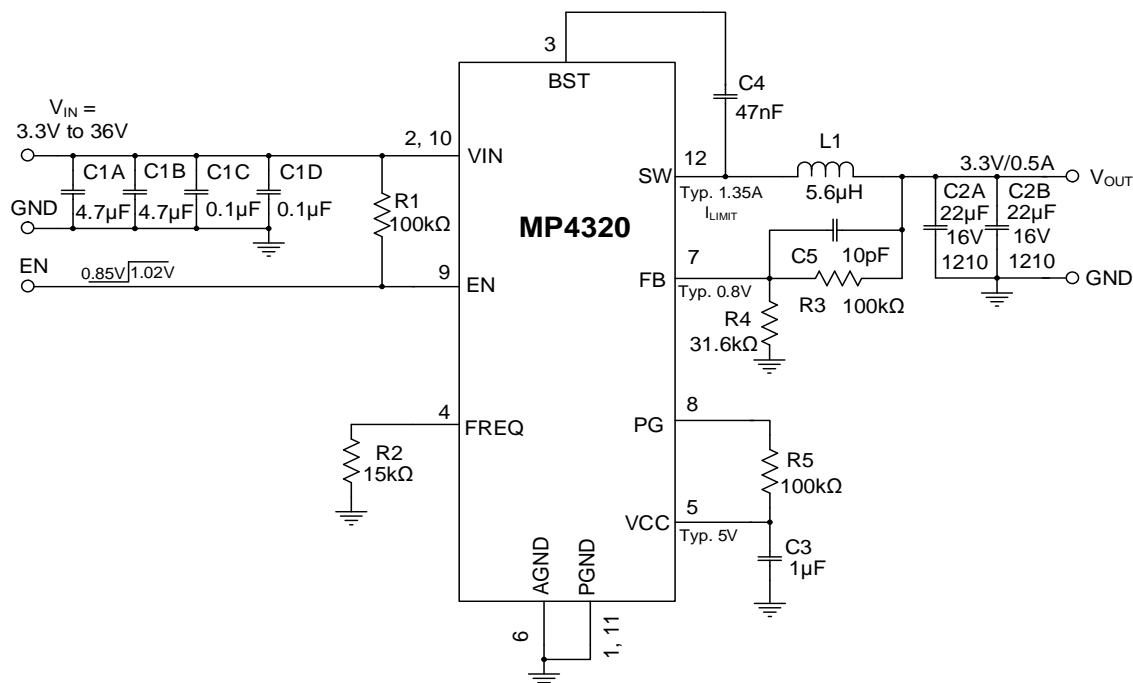 3
BST
C4
47nF
V_IN =
3.3V to 36V
2, 10
VIN
C1A
C1B
C1C
C1D
4.7µF
4.7µF
0.1µF
0.1µF
R1
100kΩ
GND
EN
0.85V
1.02V
9
EN
MP4320
12
SW
Typ. 1.35A
I_LIMIT
L1
5.6µH
3.3V/0.5A
V_OUT
C2A
C2B
22µF
22µF
16V
16V
1210
1210
GND
7
FB
Typ. 0.8V
C5
10pF
R3
100kΩ
R4
31.6kΩ
4
FREQ
R2
15kΩ
8
PG
R5
100kΩ
5
VCC
Typ. 5V
C3
1µF
AGND
PGND
6
1, 11